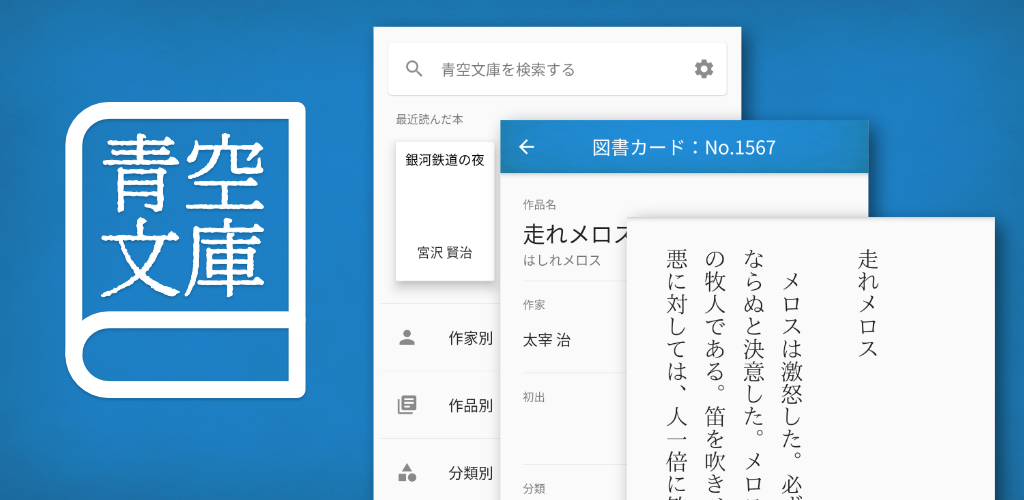 青空
文庫
青空文庫を検索する
最近読んだ本
銀河鉄道の夜
宮沢 賢治
作家別
作品別
分類別
図書カード：No.1567
作品名
走れメロス
はしれメロス
作家
太宰 治
初出
分類
走れメロス
メロスは激怒した。必ず
ならぬと決意した。メロ
の牧人である。笛を吹き
悪に対しては、人一倍に